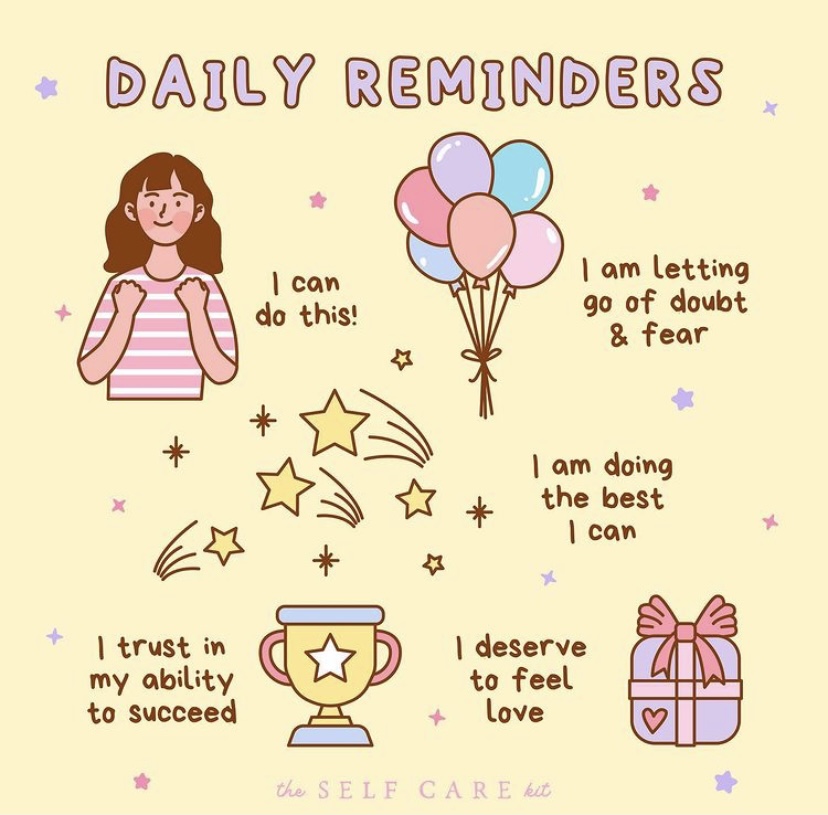 DAILY REMINDERS
I can
do this!
I am letting
go of doubt
& fear
I am doing
the best
I can
I trust in
my ability
to succeed
I deserve
to feel
love
the SELF CARE kit